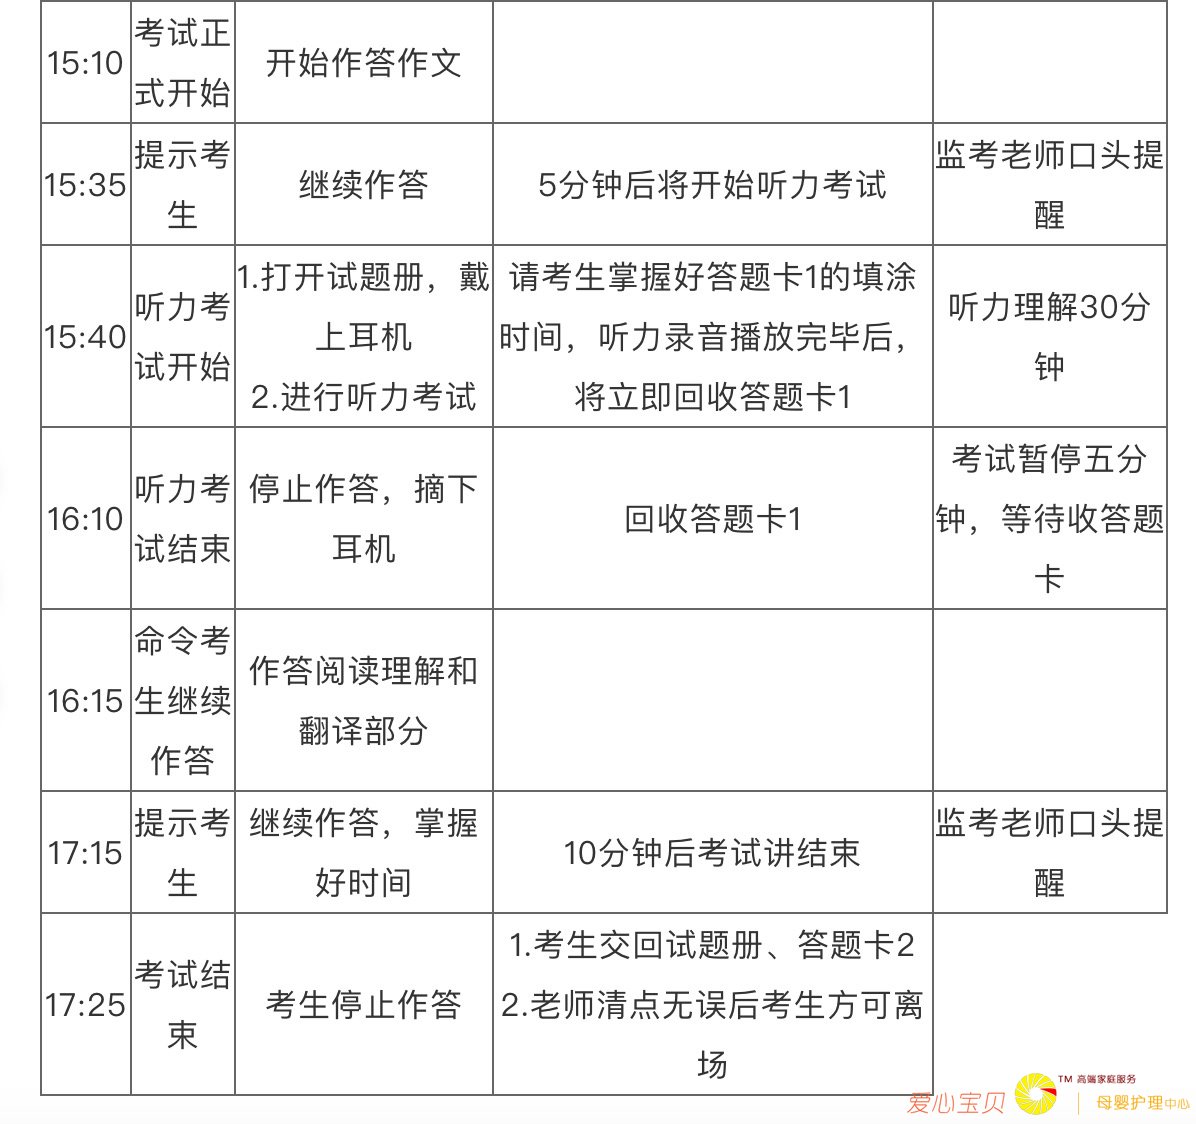 15:10
考试正
式开始
开始作答作文
15:35
提示考
生
继续作答
5分钟后将开始听力考试
监考老师口头提
醒
15:40
听力考
试开始
1.打开试题册，戴
上耳机
2.进行听力考试
请考生掌握好答题卡1的填涂
时间，听力录音播放完毕后，
将立即回收答题卡1
听力理解30分
钟
16:10
听力考
试结束
停止作答，摘下
耳机
回收答题卡1
考试暂停五分
钟，等待收答题
卡
16:15
命令考
生继续
作答
作答阅读理解和
翻译部分
17:15
提示考
生
继续作答，掌握
好时间
10分钟后考试讲结束
监考老师口头提
醒
17:25
考试结
束
考生停止作答
1.考生交回试题册、答题卡2
2.老师清点无误后考生方可离
场
爱心宝贝
TM 高端家庭服务
母婴护理中心